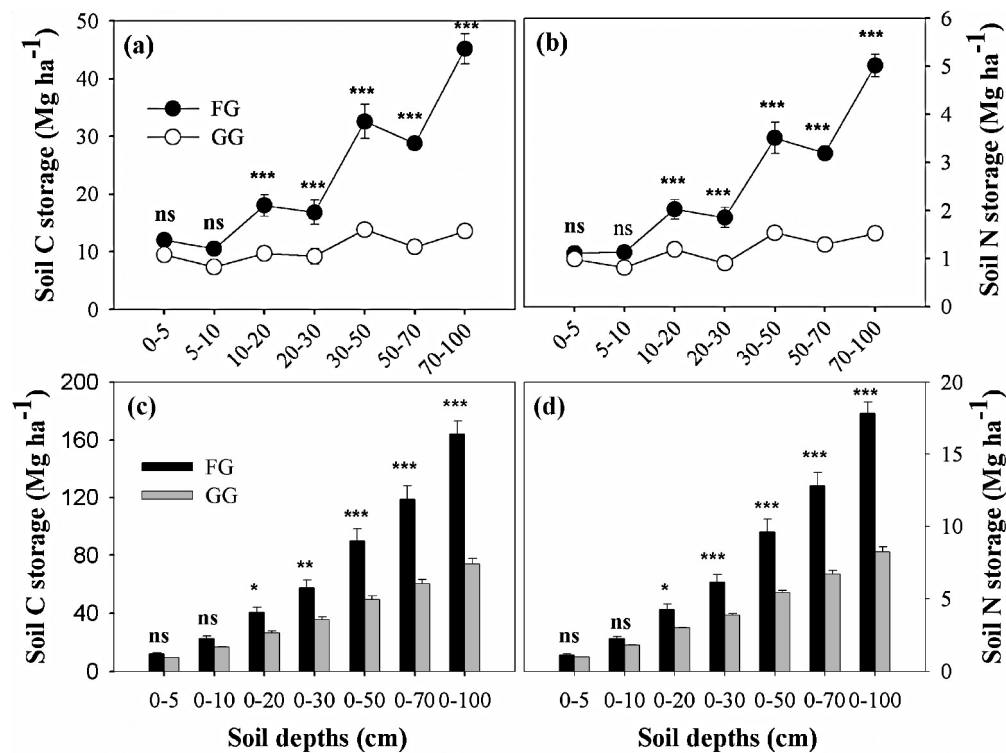 (a)
Soil C storage (Mg ha⁻¹)
50
40
30
20
10
0
FG
GG
ns
ns
***
***
***
***
***
0-5
5-10
10-20
20-30
30-50
50-70
70-100
(b)
Soil N storage (Mg ha⁻¹)
6
5
4
3
2
1
0
ns
ns
***
***
***
***
***
0-5
5-10
10-20
20-30
30-50
50-70
70-100
(c)
Soil C storage (Mg ha⁻¹)
200
160
120
80
40
0
FG
GG
ns
ns
*
**
***
***
***
0-5 0-10 0-20 0-30 0-50 0-70 0-100
Soil depths (cm)
(d)
Soil N storage (Mg ha⁻¹)
20
15
10
5
0
ns
ns
*
***
***
***
***
0-5 0-10 0-20 0-30 0-50 0-70 0-100
Soil depths (cm)